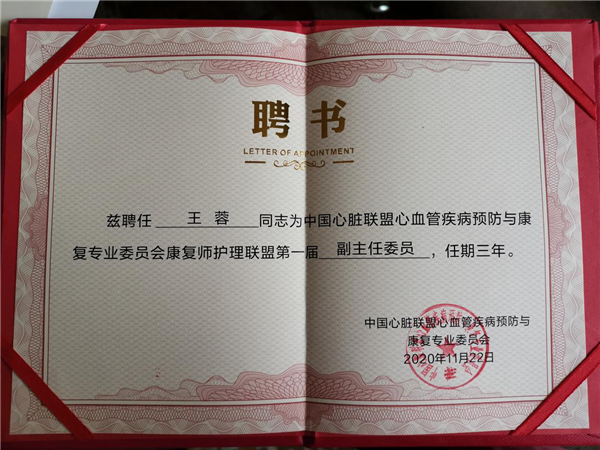 聘书
LETTER OF APPOINTMENT
兹聘任 王 蓉 同志为中国心脏联盟心血管疾病预防与康
复专业委员会康复师护理联盟第一届 副主任委员 ，任期三年。
中国心脏联盟心血管疾病预防与
康复专业委员会
2020年11月22日